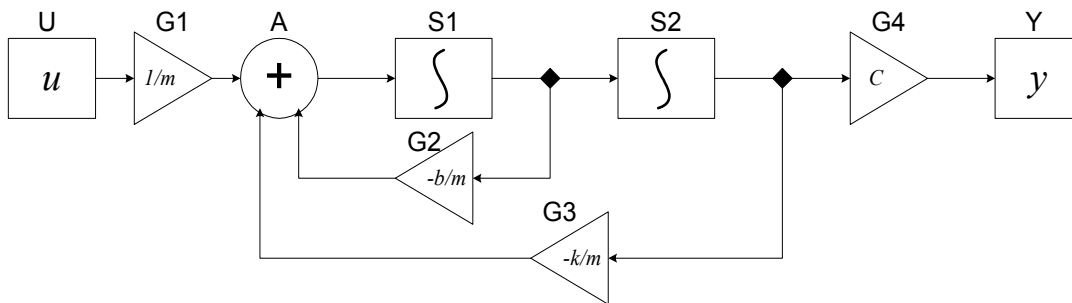 U G1 A S1 S2 G4 Y
u 1/m + ∫ ∫ C y
G2
-b/m
G3
-k/m